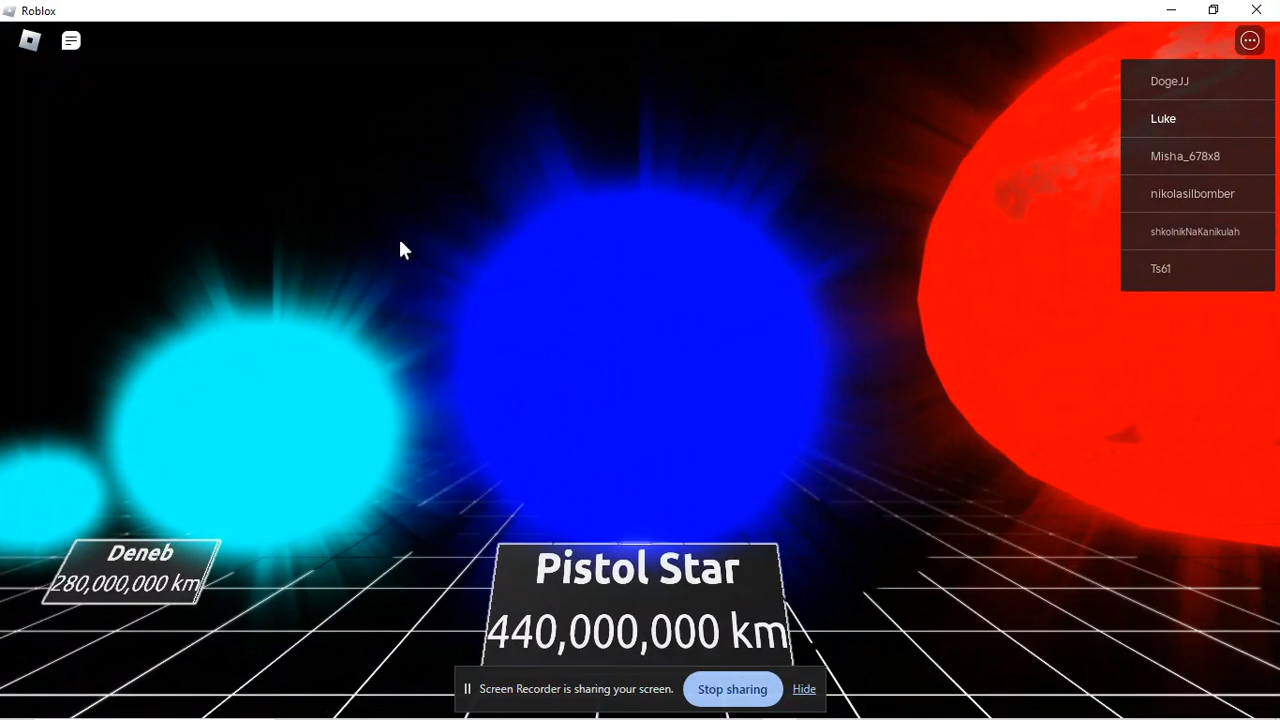 Roblox
DogeJJ
Luke
Misha_678x8
nikolasilbomber
shkolnikNaKanikulah
Ts61
Deneb
280,000,000 km
Pistol Star
440,000,000 km
Screen Recorder is sharing your screen.
Stop sharing
Hide